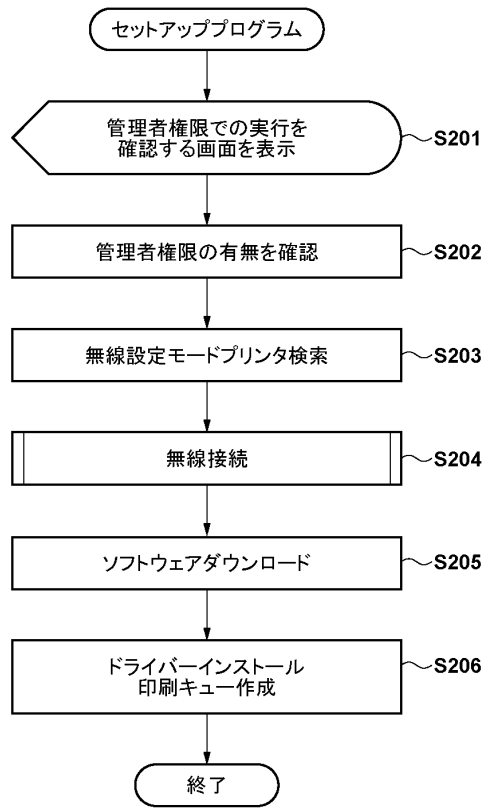 セットアッププログラム
管理者権限での実行を
確認する画面を表示
S201
管理者権限の有無を確認
S202
無線設定モードプリンタ検索
S203
無線接続
S204
ソフトウェアダウンロード
S205
ドライバーインストール
印刷キュー作成
S206
終了